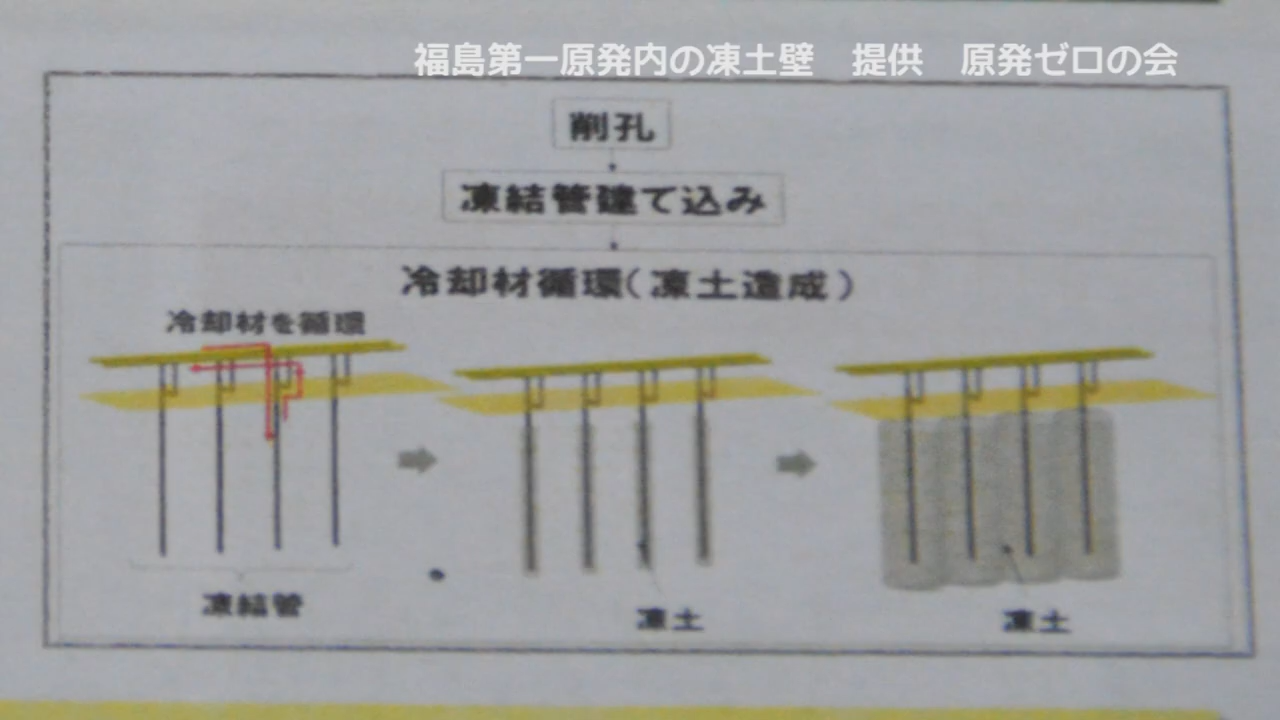 福島第一原発内の凍土壁　提供　原発ゼロの会
削孔
凍結管建て込み
冷却材循環(凍土造成)
冷却材を循環
凍結管
凍土
凍土